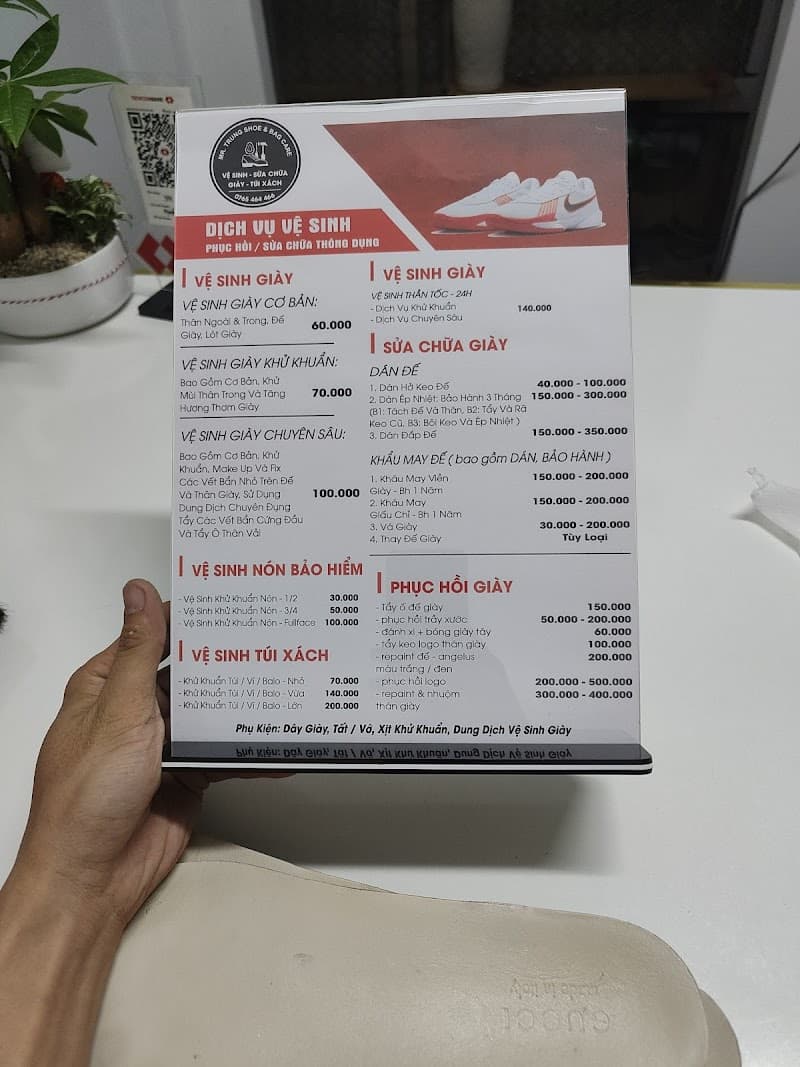 MR. TRUNG SHOE & BAG CARE
VỆ SINH - SỬA CHỮA
GIÀY - TÚI XÁCH
0765 464 466
DỊCH VỤ VỆ SINH
PHỤC HỒI / SỬA CHỮA THÔNG DỤNG
VỆ SINH GIÀY
VỆ SINH GIÀY CƠ BẢN:
Thân Ngoài & Trong, Đế 60.000
Giày, Lót Giày
VỆ SINH GIÀY KHỬ KHUẨN:
Bao Gồm Cơ Bản, Khử
Mùi Thân Trong Và Tăng 70.000
Hương Thơm Giày
VỆ SINH GIÀY CHUYÊN SÂU:
Bao Gồm Cơ Bản, Khử
Khuẩn, Make Up Và Fix
Các Vết Bẩn Nhỏ Trên Đế
Và Thân Giày, Sử Dụng 100.000
Dung Dịch Chuyên Dụng
Tẩy Các Vết Bẩn Cứng Đầu
Và Tẩy Ố Thân Vải
VỆ SINH NÓN BẢO HIỂM
- Vệ Sinh Khử Khuẩn Nón - 1/2 30.000
- Vệ Sinh Khử Khuẩn Nón - 3/4 50.000
- Vệ Sinh Khử Khuẩn Nón - Fullface 100.000
VỆ SINH TÚI XÁCH
- Khử Khuẩn Túi / Ví / Balo - Nhỏ 70.000
- Khử Khuẩn Túi / Ví / Balo - Vừa 140.000
- Khử Khuẩn Túi / Ví / Balo - Lớn 200.000
VỆ SINH GIÀY
VỆ SINH THẦN TỐC - 24H
- Dịch Vụ Khử Khuẩn 140.000
- Dịch Vụ Chuyên Sâu
SỬA CHỮA GIÀY
DÁN ĐẾ
1. Dán Hở Keo Đế 40.000 - 100.000
2. Dán Ép Nhiệt: Bảo Hành 3 Tháng 150.000 - 300.000
(B1: Tách Đế Và Thân, B2: Tẩy Và Rã
Keo Cũ, B3: Bôi Keo Và Ép Nhiệt )
3. Dán Đắp Đế 150.000 - 350.000
KHÂU MAY ĐẾ ( bao gồm DÁN, BẢO HÀNH )
1. Khâu May Viền 150.000 - 200.000
Giày - Bh 1 Năm
2. Khâu May 150.000 - 200.000
Giấu Chỉ - Bh 1 Năm
3. Vá Giày 30.000 - 200.000
4. Thay Đế Giày Tùy Loại
PHỤC HỒI GIÀY
- Tẩy ố đế giày 150.000
- phục hồi trầy xước 50.000 - 200.000
- đánh xi + bóng giày tây 60.000
- tẩy keo logo thân giày 100.000
- repaint đế - angelus 200.000
màu trắng / đen
- phục hồi logo 200.000 - 500.000
- repaint & nhuộm 300.000 - 400.000
thân giày
Phụ Kiện: Dây Giày, Tất / Vớ, Xịt Khử Khuẩn, Dung Dịch Vệ Sinh Giày
made in Italy
GUCCI